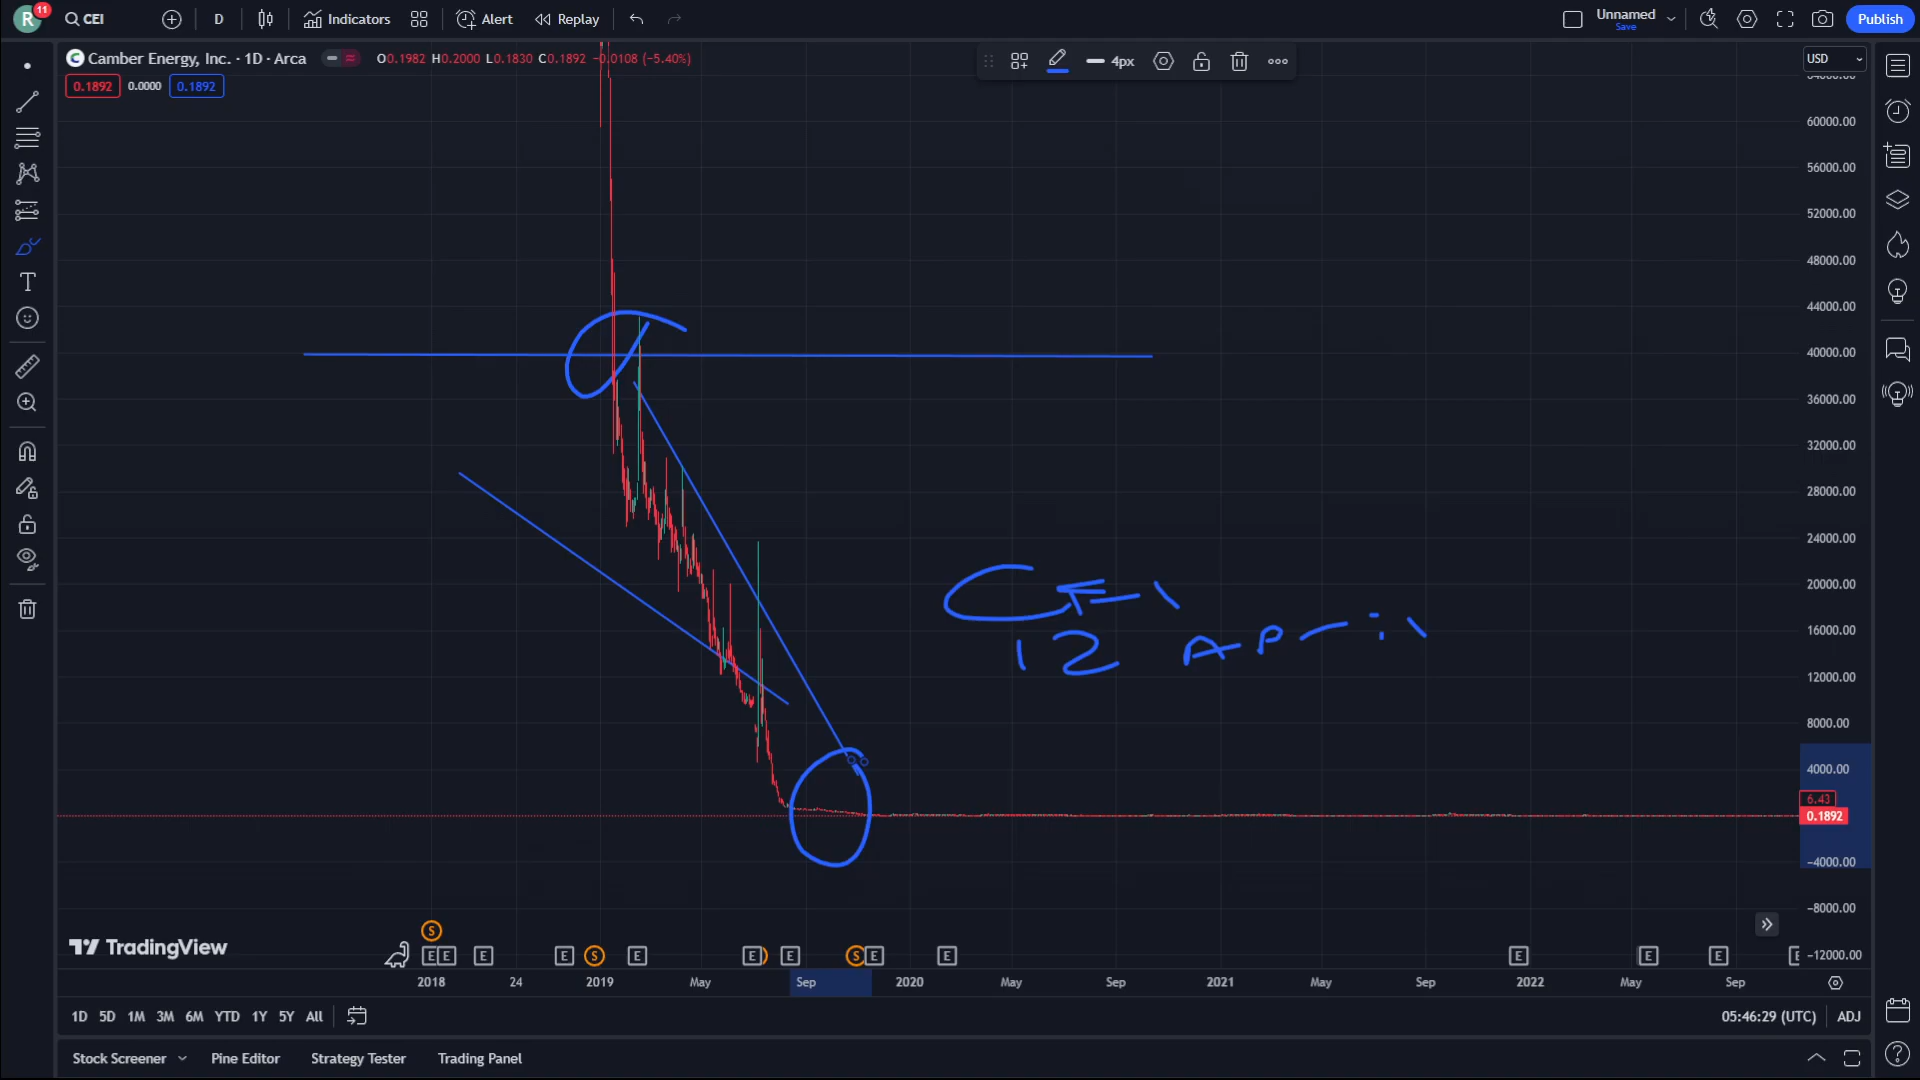 R 11 CEI D Indicators Alert Replay Unnamed Save Publish
Camber Energy, Inc. · 1D · Arca O0.1982 H0.2000 L0.1830 C0.1892 −0.0108 (−5.40%) 4px USD
0.1892 0.0000 0.1892
60000.00
56000.00
52000.00
48000.00
44000.00
40000.00
36000.00
32000.00
28000.00
24000.00
20000.00
CEI
16000.00
12 April
12000.00
8000.00
4000.00
6.43
0.1892
−4000.00
−8000.00
S
TradingView
E E E E S E E E S E E E E E −12000.00
2018 24 2019 May Sep 2020 May Sep 2021 May Sep 2022 May Sep
1D 5D 1M 3M 6M YTD 1Y 5Y All 05:46:29 (UTC) ADJ
Stock Screener Pine Editor Strategy Tester Trading Panel